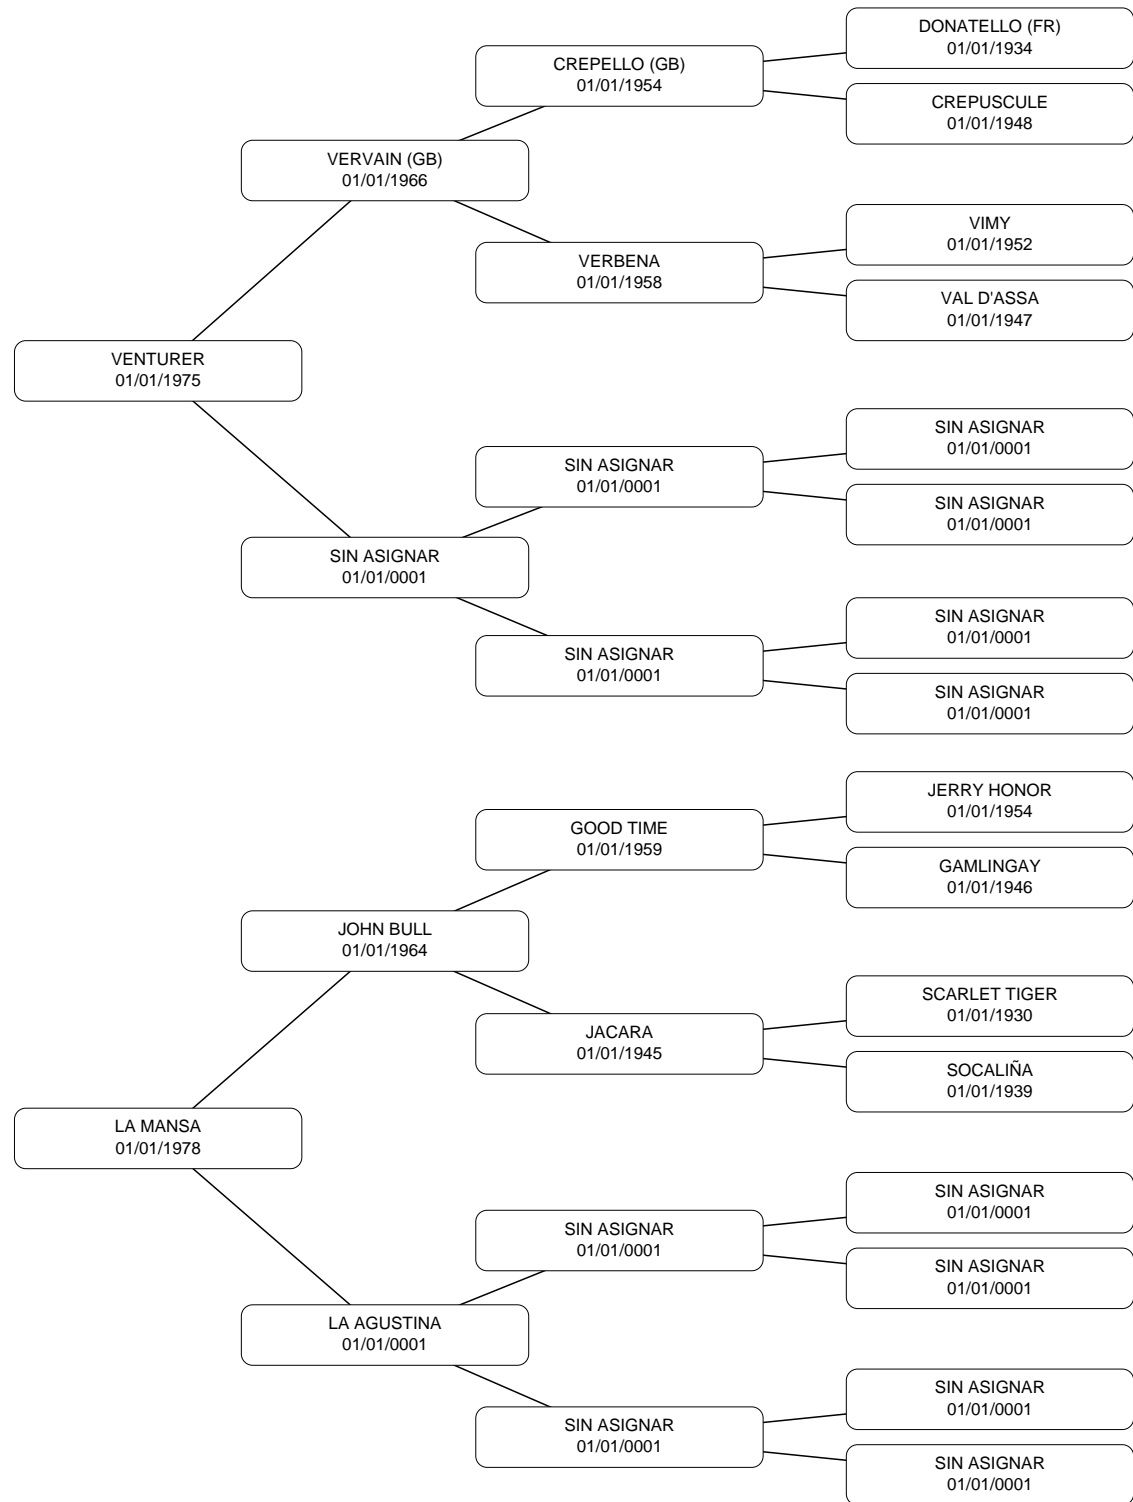 DONATELLO (FR)
01/01/1934
CREPELLO (GB)
01/01/1954
CREPUSCULE
01/01/1948
VERVAIN (GB)
01/01/1966
VIMY
01/01/1952
VERBENA
01/01/1958
VAL D'ASSA
01/01/1947
VENTURER
01/01/1975
SIN ASIGNAR
01/01/0001
SIN ASIGNAR
01/01/0001
SIN ASIGNAR
01/01/0001
SIN ASIGNAR
01/01/0001
SIN ASIGNAR
01/01/0001
SIN ASIGNAR
01/01/0001
SIN ASIGNAR
01/01/0001
JERRY HONOR
01/01/1954
GOOD TIME
01/01/1959
GAMLINGAY
01/01/1946
JOHN BULL
01/01/1964
SCARLET TIGER
01/01/1930
JACARA
01/01/1945
SOCALIÑA
01/01/1939
LA MANSA
01/01/1978
SIN ASIGNAR
01/01/0001
SIN ASIGNAR
01/01/0001
SIN ASIGNAR
01/01/0001
LA AGUSTINA
01/01/0001
SIN ASIGNAR
01/01/0001
SIN ASIGNAR
01/01/0001
SIN ASIGNAR
01/01/0001